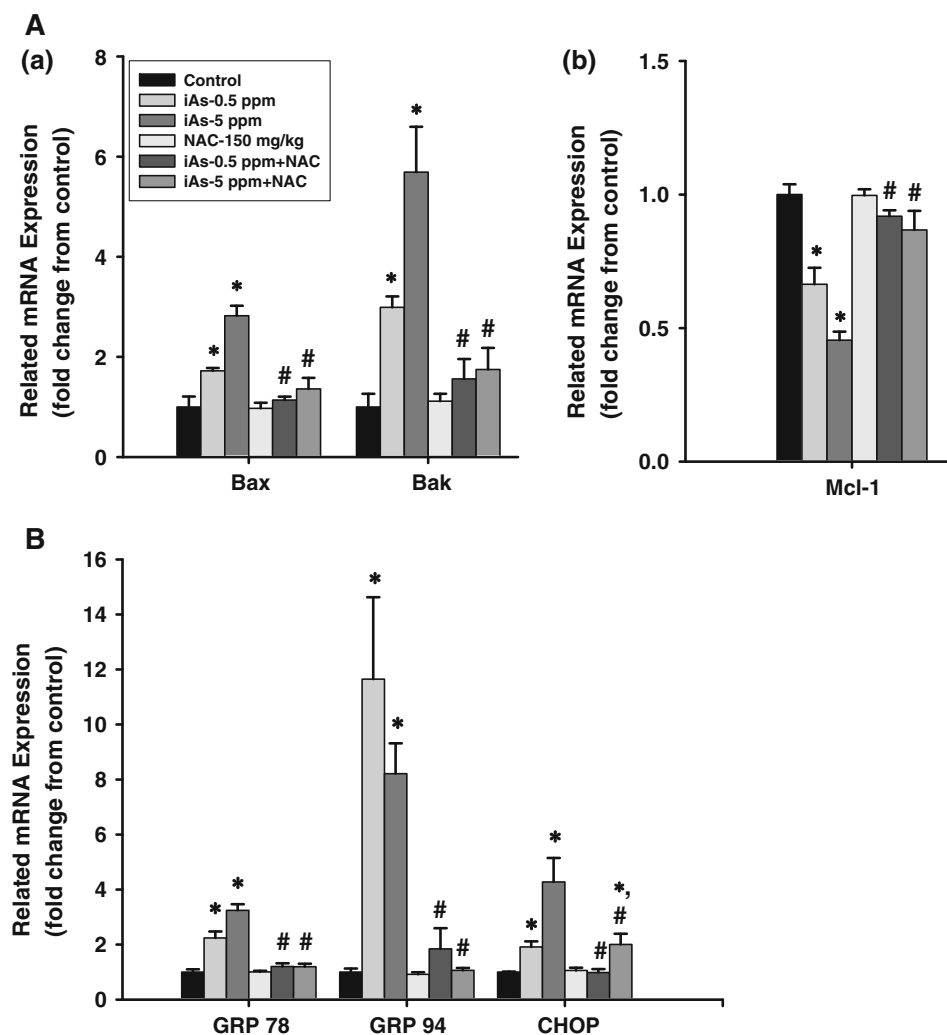 A
(a)
8
6
4
2
0
Related mRNA Expression
(fold change from control)
Control
iAs-0.5 ppm
iAs-5 ppm
NAC-150 mg/kg
iAs-0.5 ppm+NAC
iAs-5 ppm+NAC
*
*
#
#
*
*
#
#
Bax
Bak
(b)
1.5
1.0
0.5
0.0
Related mRNA Expression
(fold change from control)
*
*
#
#
Mcl-1
B
16
14
12
10
8
6
4
2
0
Related mRNA Expression
(fold change from control)
*
*
#
#
*
*
#
#
*
*
#
*,
#
GRP 78
GRP 94
CHOP